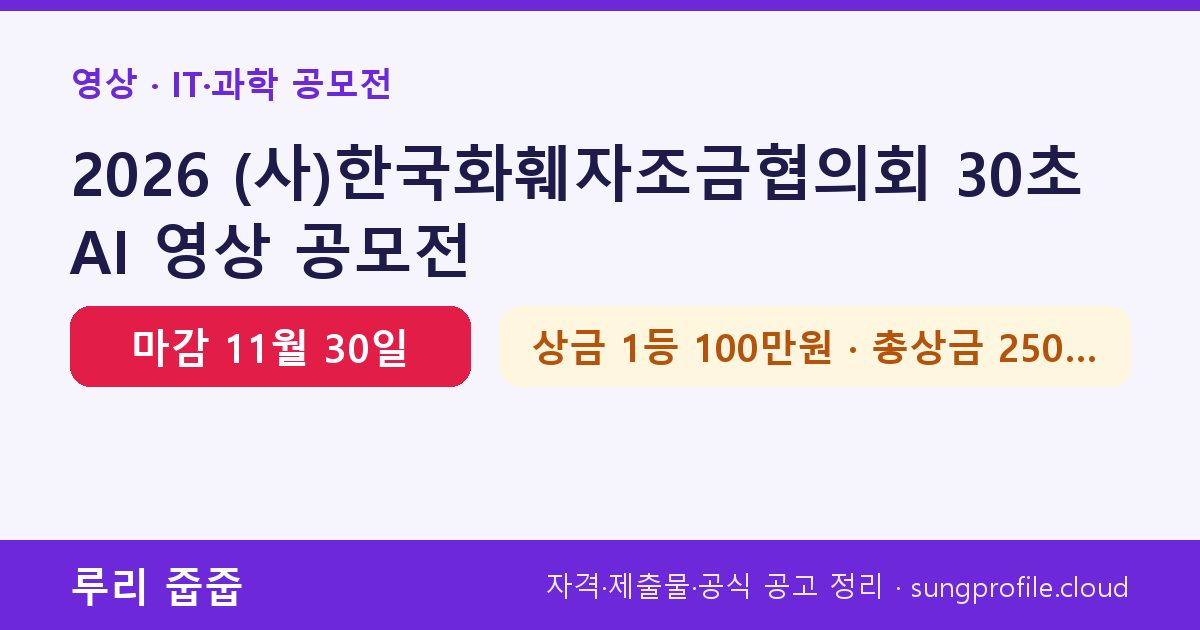 영상 · IT·과학 공모전
2026 (사)한국화훼자조금협의회 30초
AI 영상 공모전
마감 11월 30일
상금 1등 100만원 · 총상금 250...
루리 줍줍
자격·제출물·공식 공고 정리 · sungprofile.cloud